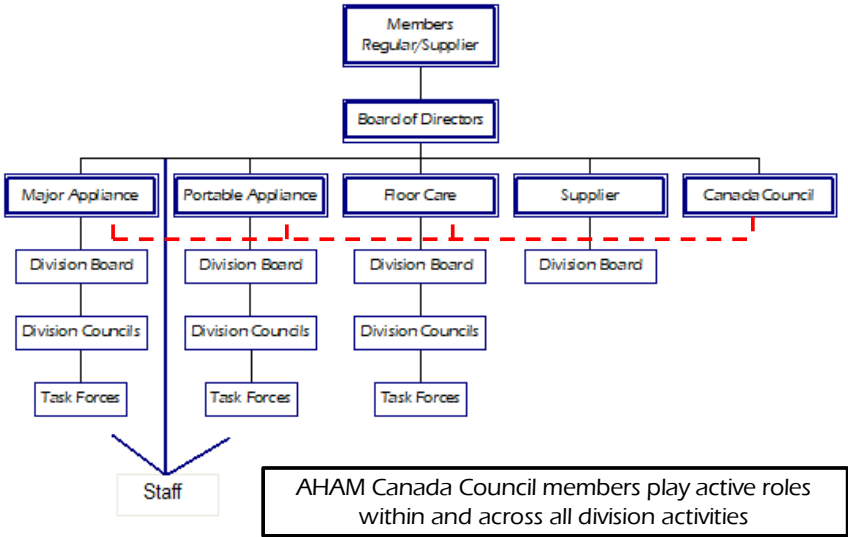 Members
Regular/Supplier
Board of Directors
Major Appliance
Portable Appliance
Floor Care
Supplier
Canada Council
Division Board
Division Board
Division Board
Division Board
Division Councils
Division Councils
Division Councils
Task Forces
Task Forces
Task Forces
Staff
AHAM Canada Council members play active roles
within and across all division activities